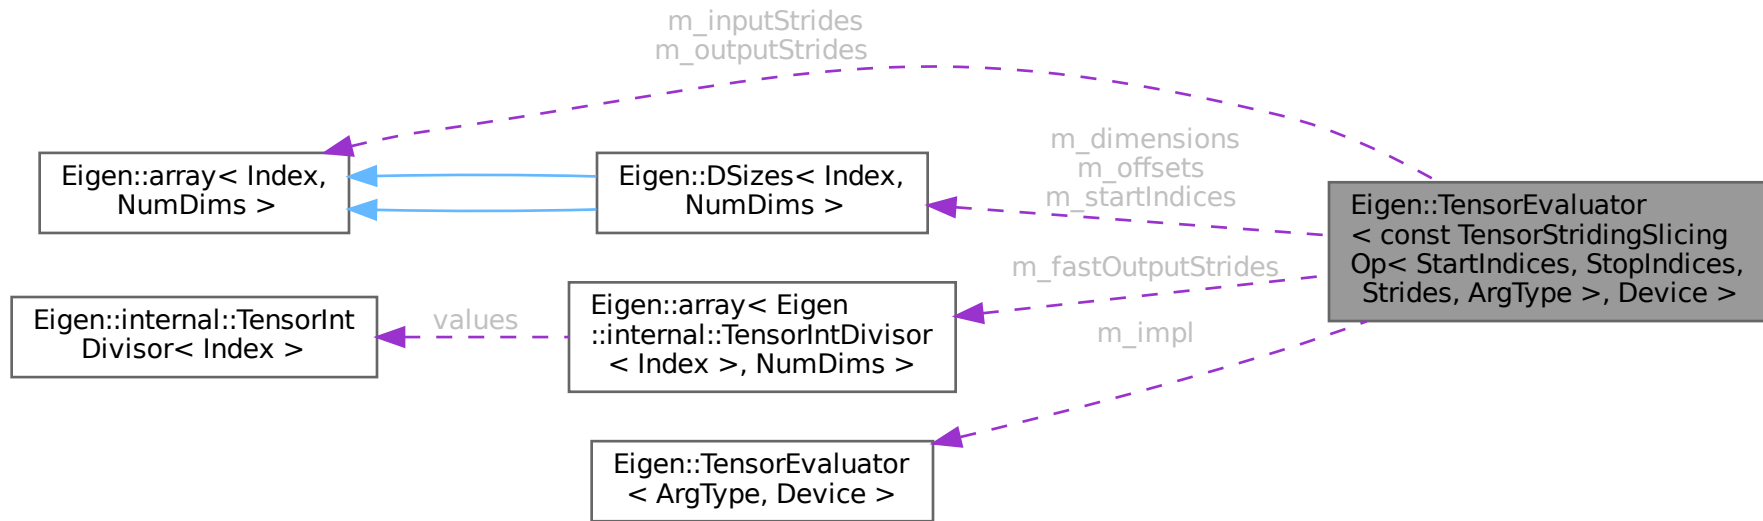 m_inputStrides
m_outputStrides
Eigen::array< Index,
NumDims >
Eigen::DSizes< Index,
NumDims >
m_dimensions
m_offsets
m_startIndices
Eigen::TensorEvaluator
< const TensorStridingSlicing
Op< StartIndices, StopIndices,
Strides, ArgType >, Device >
m_fastOutputStrides
Eigen::internal::TensorInt
Divisor< Index >
values
Eigen::array< Eigen
::internal::TensorIntDivisor
< Index >, NumDims >
m_impl
Eigen::TensorEvaluator
< ArgType, Device >